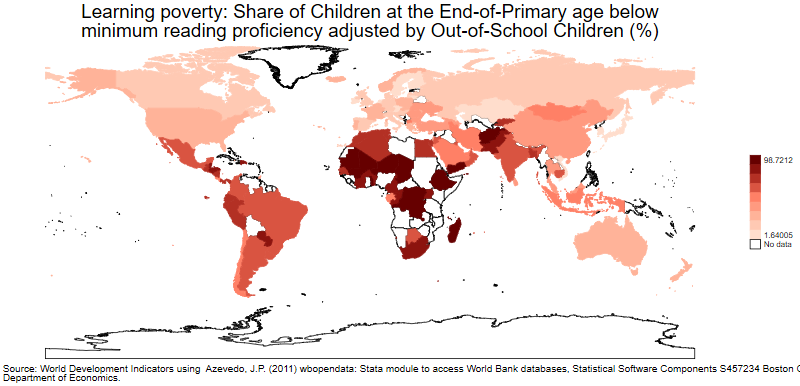 Learning poverty: Share of Children at the End-of-Primary age below
minimum reading proficiency adjusted by Out-of-School Children (%)
98.7212
1.64005
No data
Source: World Development Indicators using Azevedo, J.P. (2011) wbopendata: Stata module to access World Bank databases, Statistical Software Components S457234 Boston
Department of Economics.